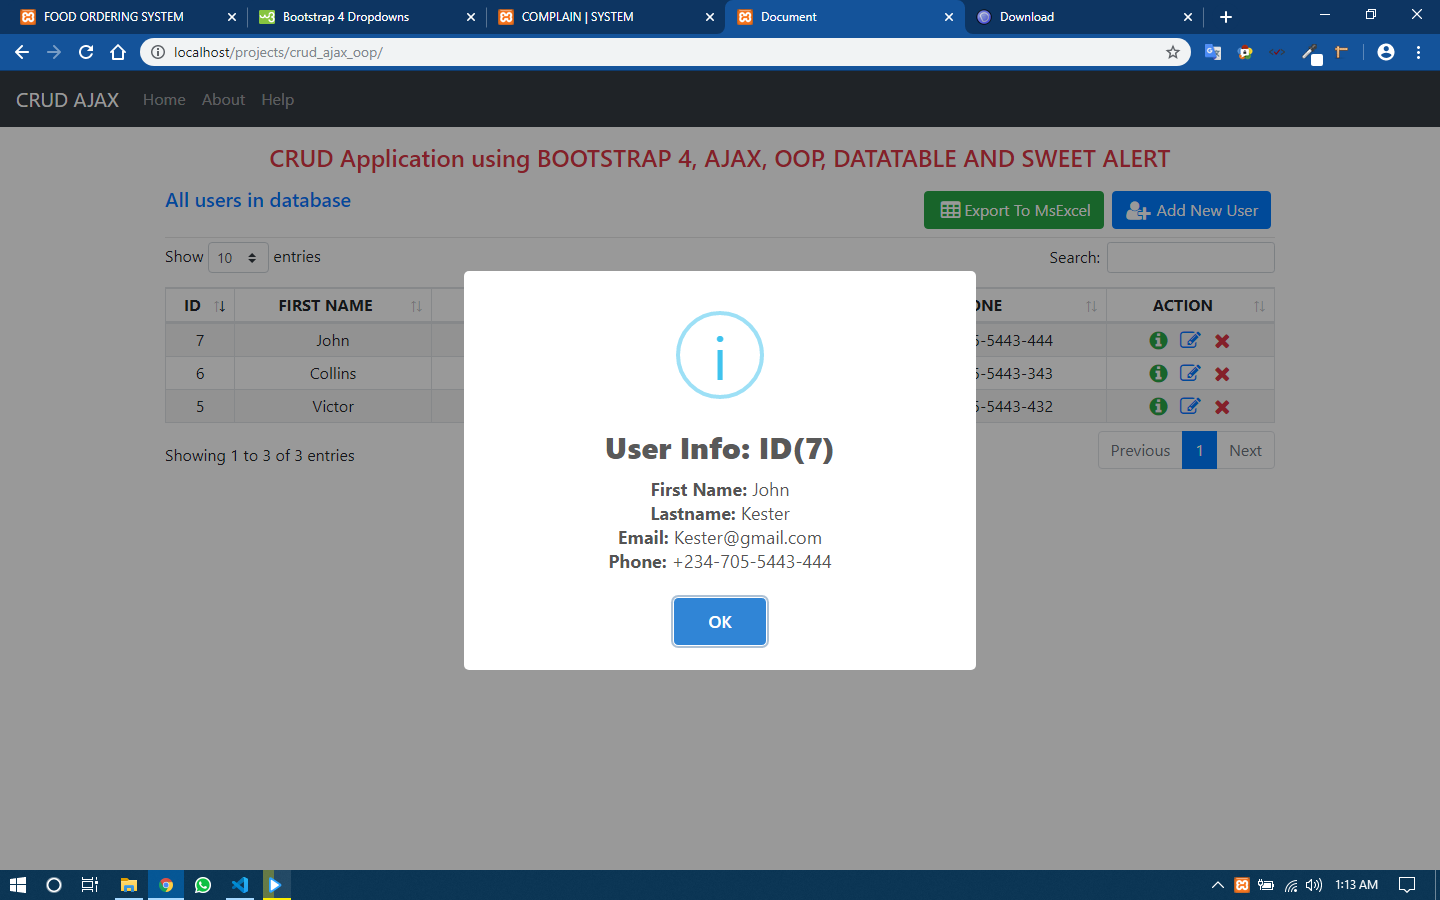 FOOD ORDERING SYSTEM
Bootstrap 4 Dropdowns
COMPLAIN | SYSTEM
Document
Download
localhost/projects/crud_ajax_oop/
CRUD AJAX Home About Help
CRUD Application using BOOTSTRAP 4, AJAX, OOP, DATATABLE AND SWEET ALERT
All users in database
Export To MsExcel
Add New User
Show 10 entries
Search:
ID FIRST NAME ONE ACTION
7 John 5-5443-444
6 Collins 5-5443-343
5 Victor 5-5443-432
Showing 1 to 3 of 3 entries
Previous 1 Next
i
User Info: ID(7)
First Name: John
Lastname: Kester
Email: Kester@gmail.com
Phone: +234-705-5443-444
OK
1:13 AM